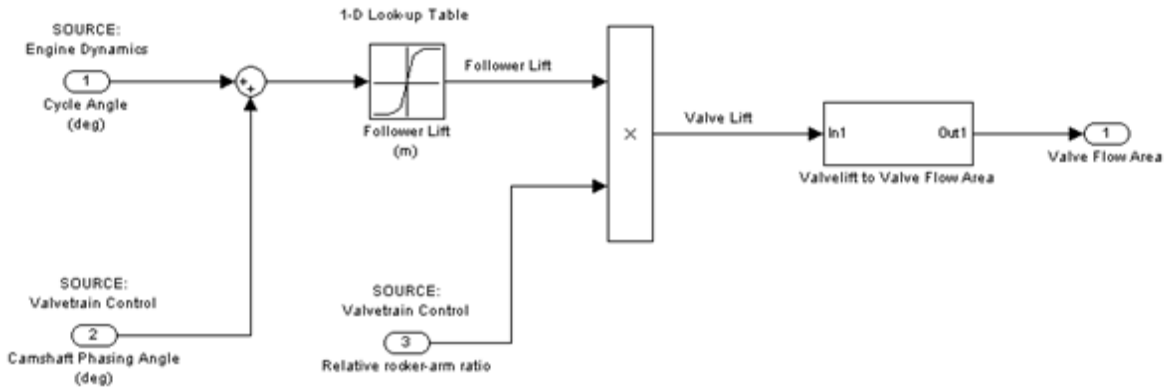 1-D Look-up Table
SOURCE:
Engine Dynamics
1
Cycle Angle
(deg)
++
Follower Lift
(m)
Follower Lift
×
Valve Lift
In1
Out1
Valvelift to Valve Flow Area
1
Valve Flow Area
SOURCE:
Valvetrain Control
2
Camshaft Phasing Angle
(deg)
SOURCE:
Valvetrain Control
3
Relative rocker-arm ratio